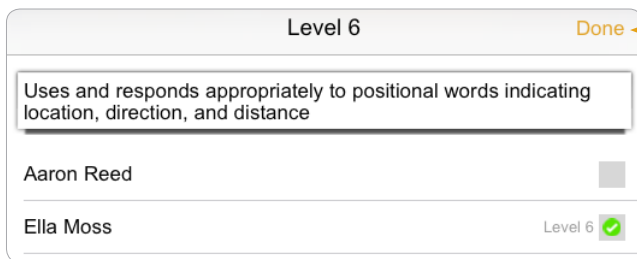 Level 6
Done
Uses and responds appropriately to positional words indicating
location, direction, and distance
Aaron Reed
Ella Moss
Level 6